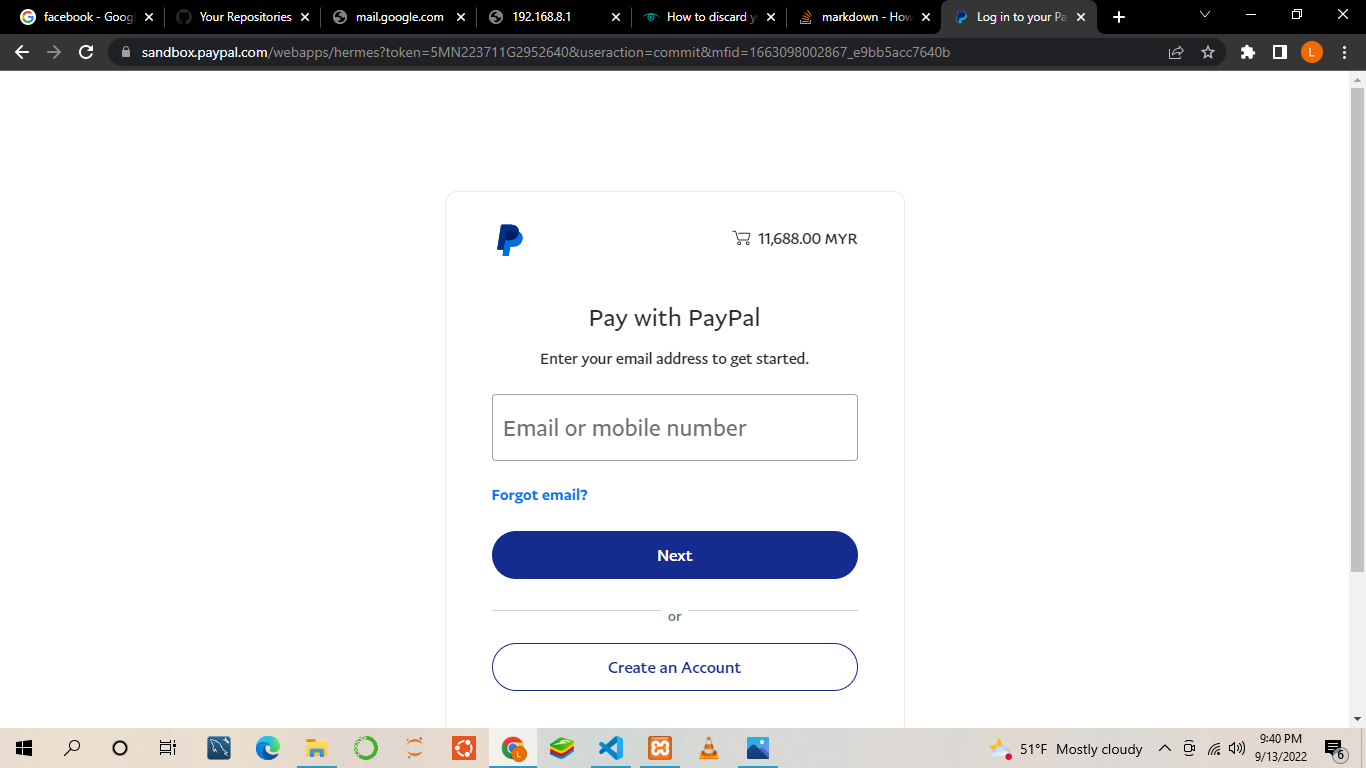 facebook - Goog
Your Repositories
mail.google.com
192.168.8.1
How to discard y
markdown - How
Log in to your Pa
sandbox.paypal.com/webapps/hermes?token=5MN223711G2952640&useraction=commit&mfid=1663098002867_e9bb5acc7640b
L
11,688.00 MYR
Pay with PayPal
Enter your email address to get started.
Email or mobile number
Forgot email?
Next
or
Create an Account
L
51°F Mostly cloudy
9:40 PM
9/13/2022
6